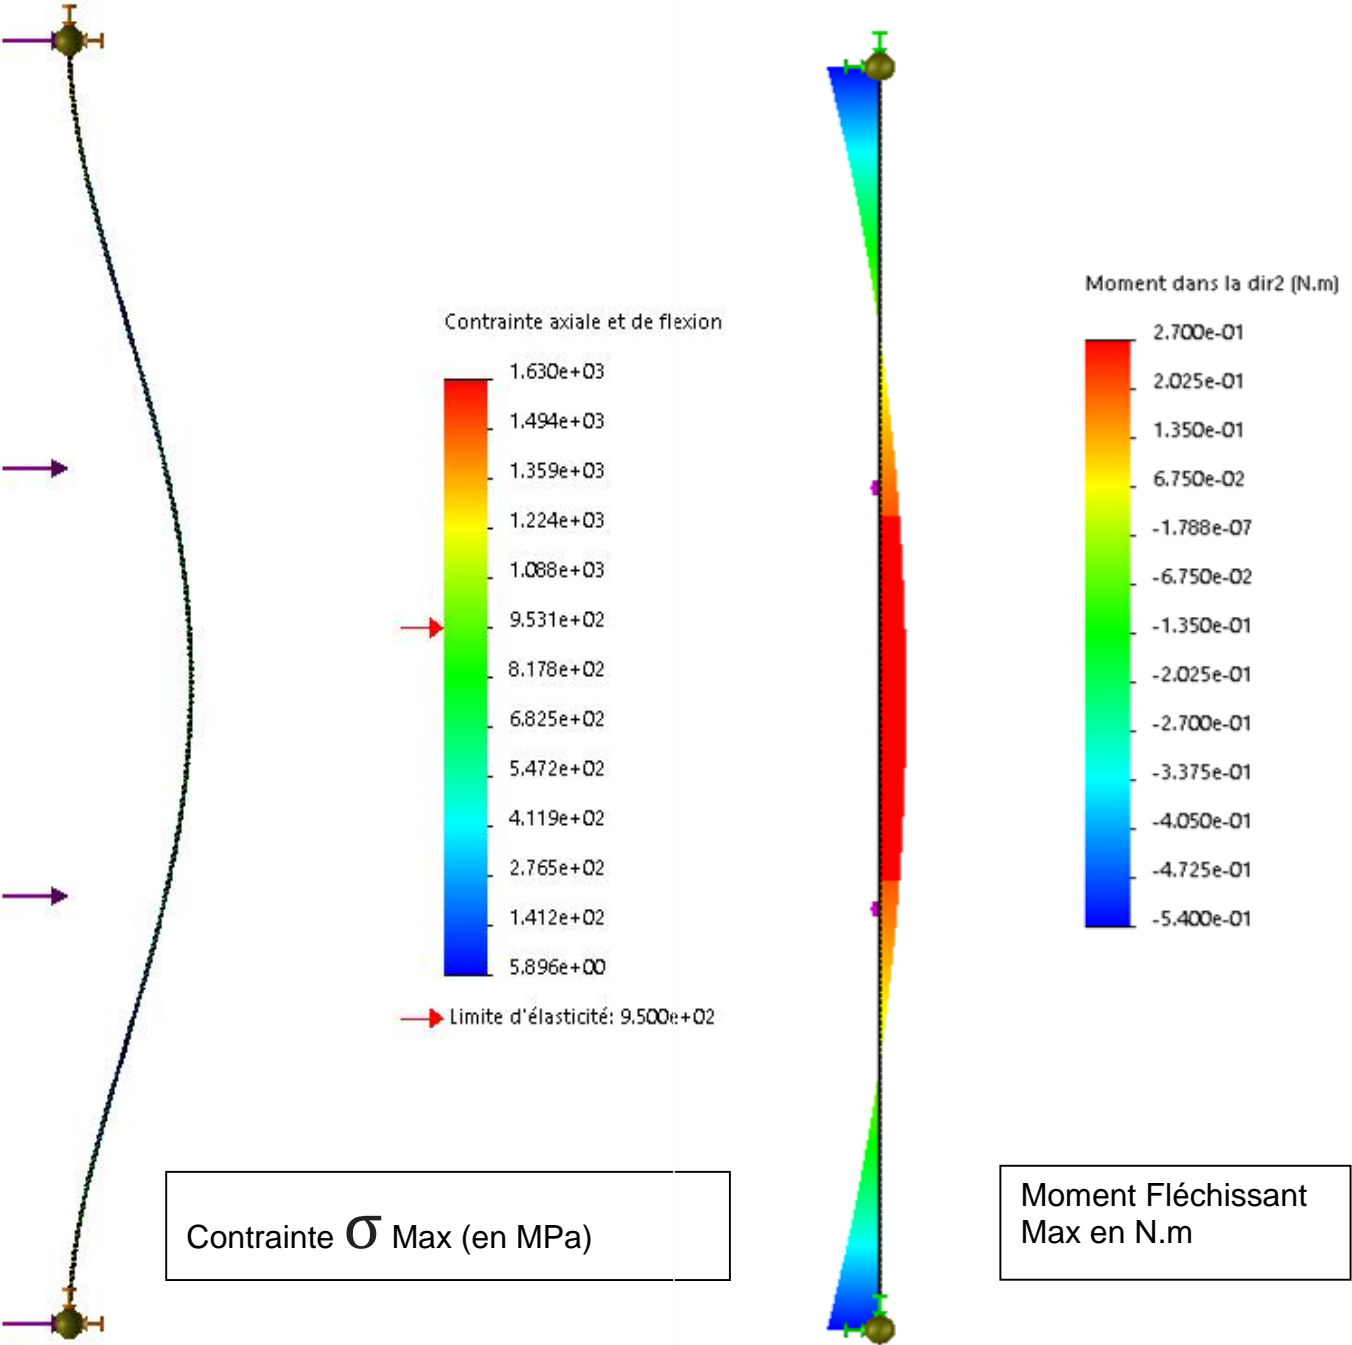 Contrainte axiale et de flexion
1.630e+03
1.494e+03
1.359e+03
1.224e+03
1.088e+03
9.531e+02
8.178e+02
6.825e+02
5.472e+02
4.119e+02
2.765e+02
1.412e+02
5.896e+00
Limite d'élasticité: 9.500e+02
Contrainte σ Max (en MPa)
Moment dans la dir2 (N.m)
2.700e-01
2.025e-01
1.350e-01
6.750e-02
-1.788e-07
-6.750e-02
-1.350e-01
-2.025e-01
-2.700e-01
-3.375e-01
-4.050e-01
-4.725e-01
-5.400e-01
Moment Fléchissant
Max en N.m